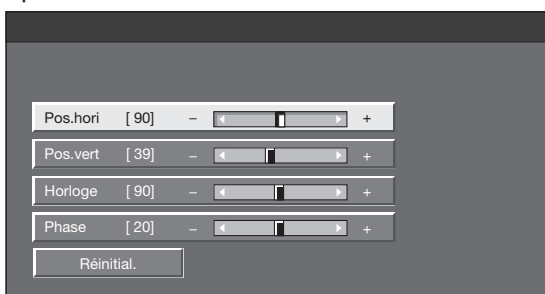 Pos.hori [ 90] – +
Pos.vert [ 39] – +
Horloge [ 90] – +
Phase [ 20] – +
Réinitial.